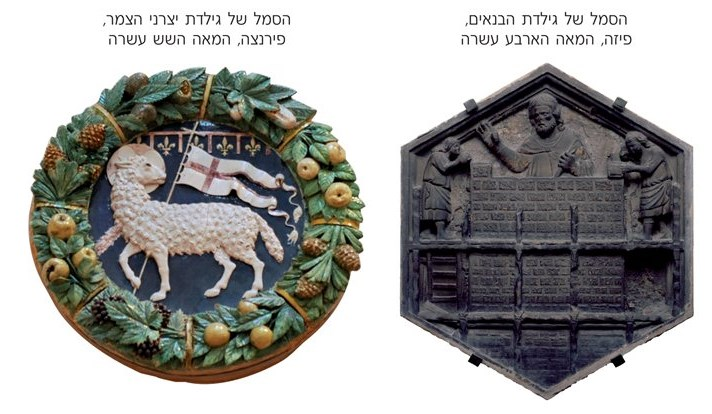 הסמל של גילדת הבנאים,
פיזה, המאה הארבע עשרה
הסמל של גילדת יצרני הצמר,
פירנצה, המאה השש עשרה